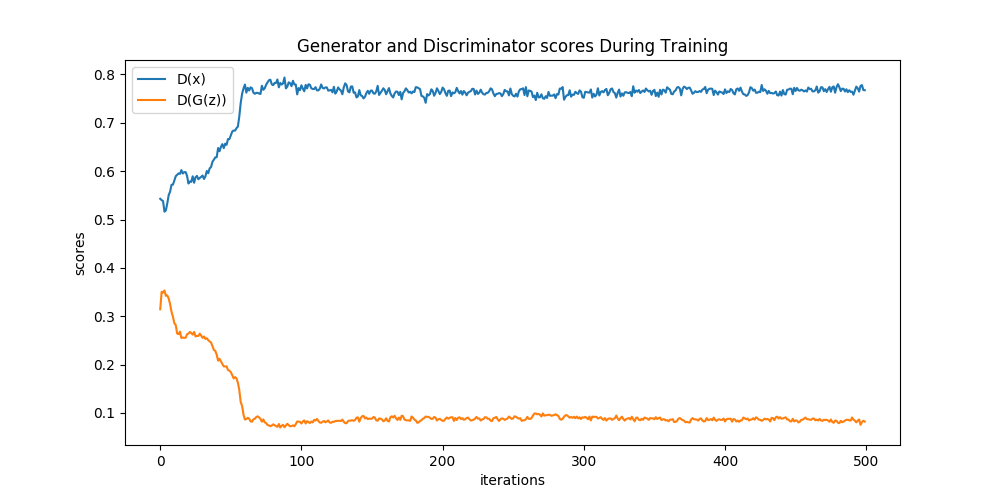 Generator and Discriminator scores During Training
D(x)
D(G(z))
0.8
0.7
0.6
0.5
0.4
0.3
0.2
0.1
scores
0
100
200
300
400
500
iterations